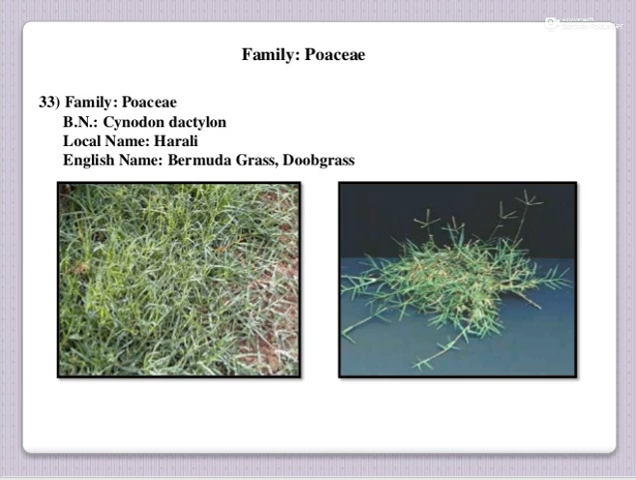 Family: Poaceae
33) Family: Poaceae
B.N.: Cynodon dactylon
Local Name: Harali
English Name: Bermuda Grass, Doobgrass